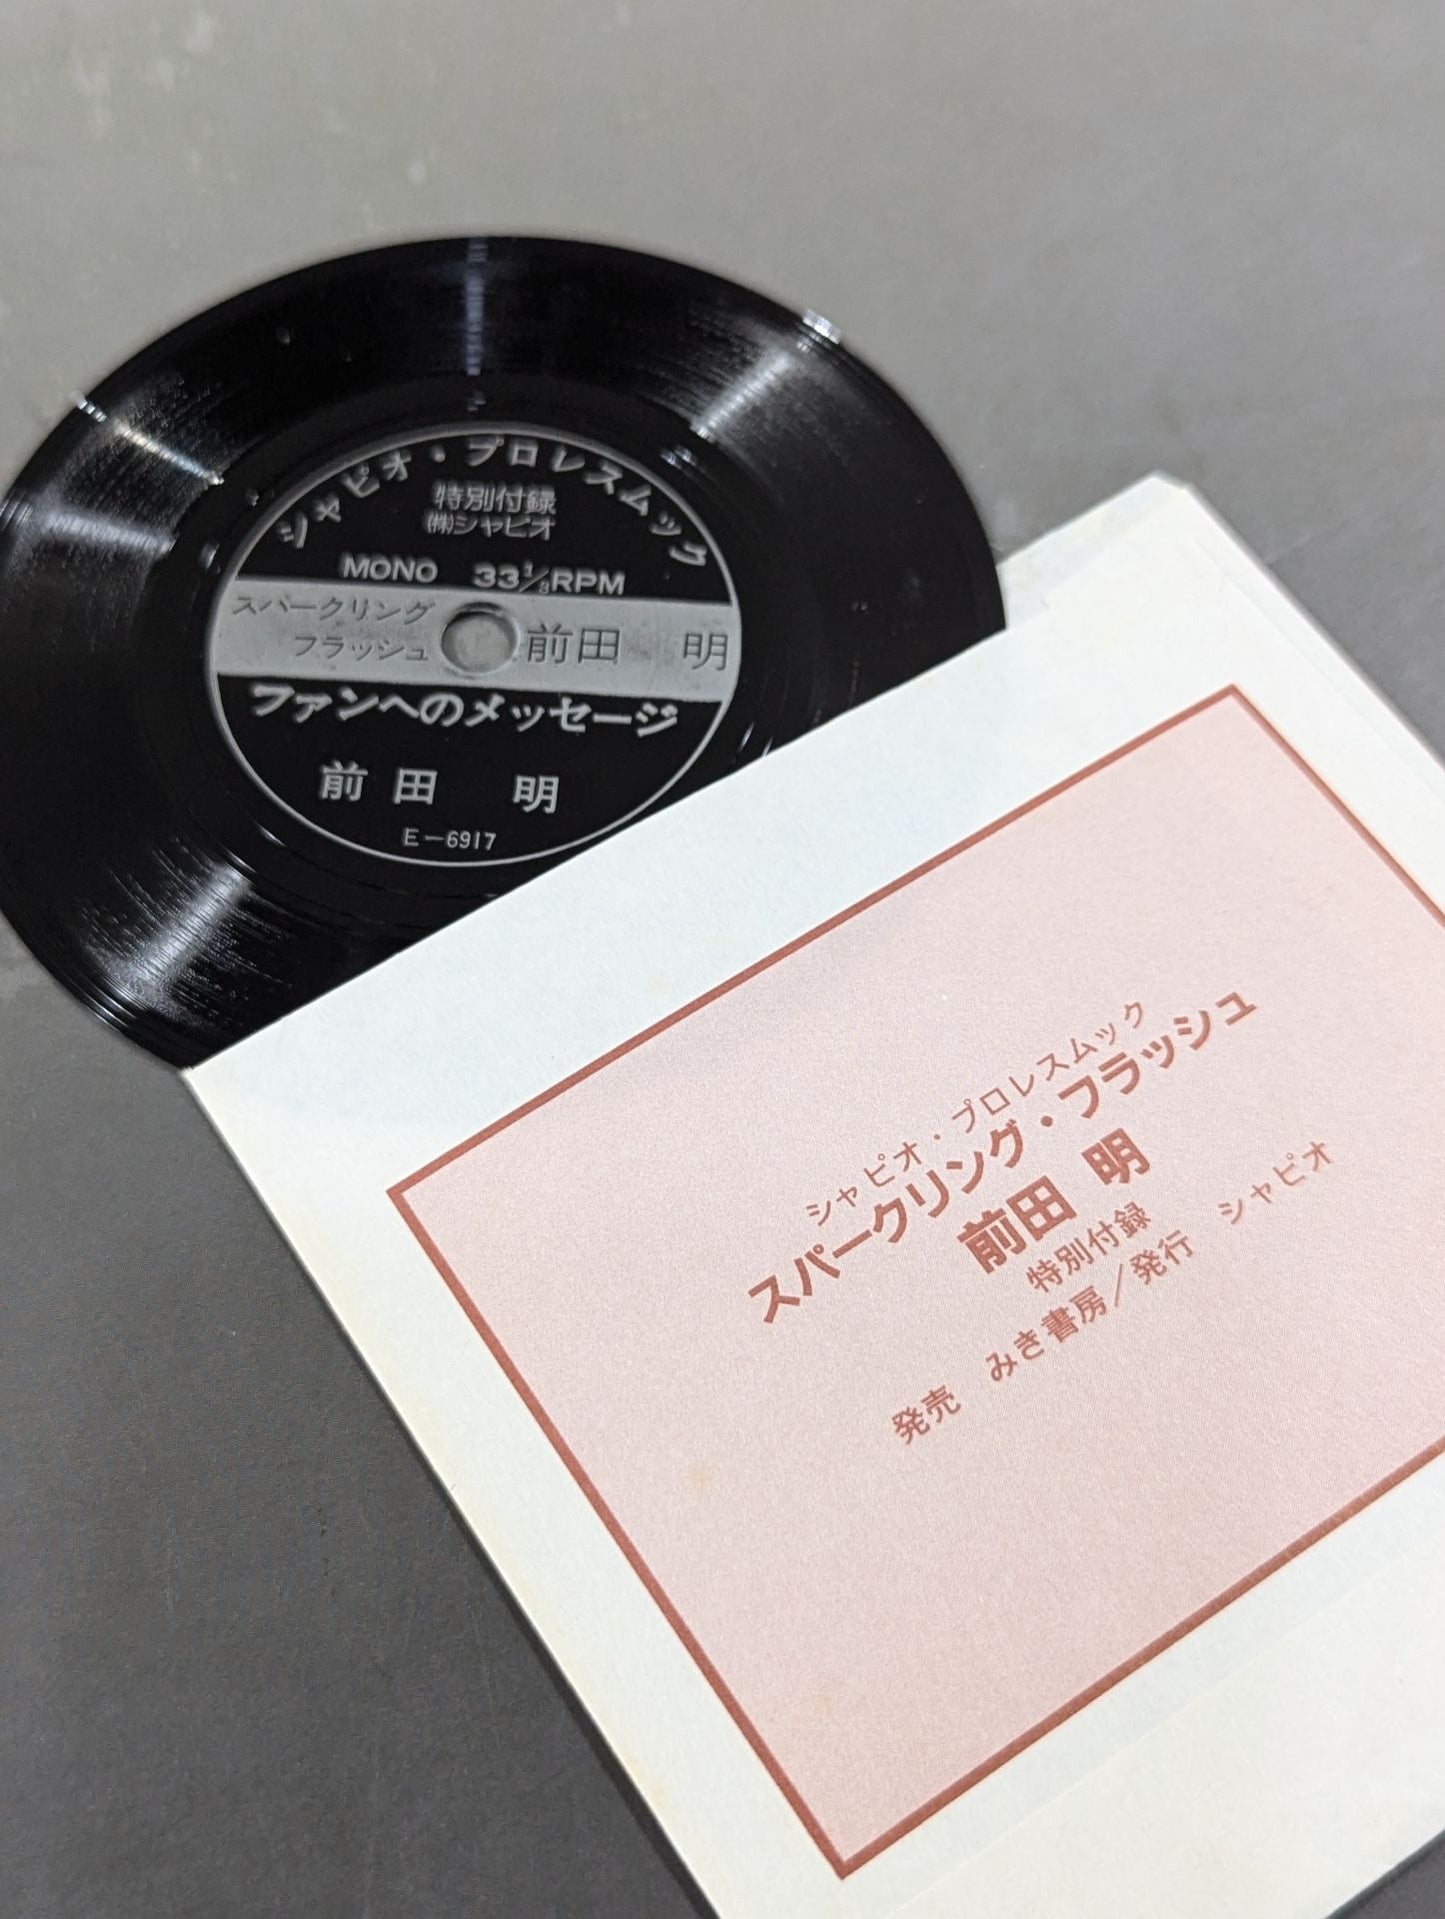 シャピオ・プロレスムック
特別付録
㈱シャピオ
MONO 33 1/3 RPM
スパークリング
フラッシュ
前田 明
ファンへのメッセージ
前田 明
E-6917
シャピオ・プロレスムック
スパークリング・フラッシュ
前田 明
特別付録
発売 みき書房/発行 シャピオ